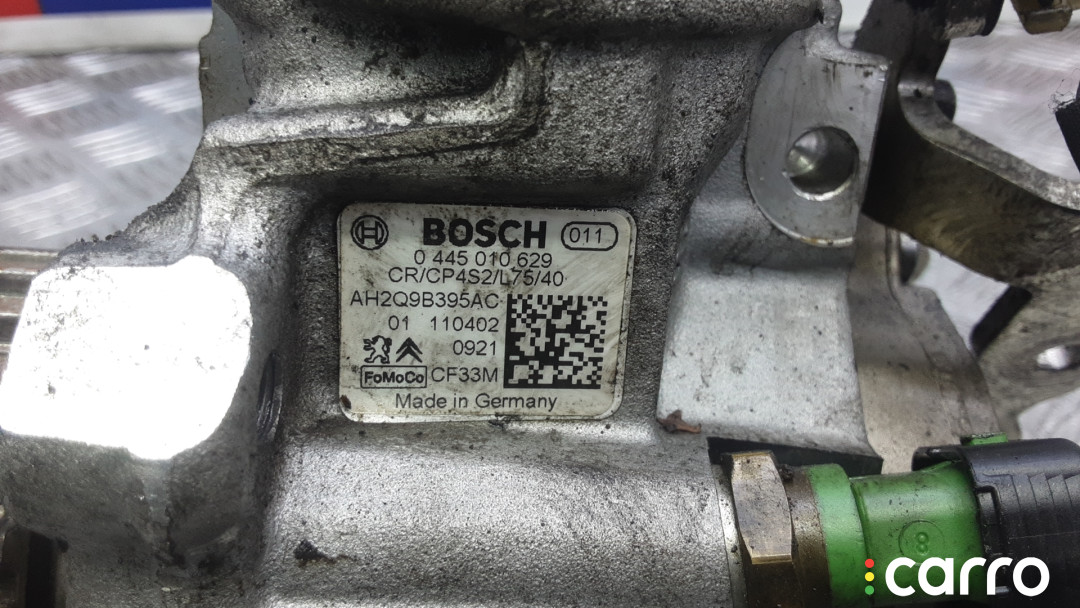 BOSCH 011
0 445 010 629
CR/CP4S2/L75/40
AH2Q9B395AC
01 110402
0921
FoMoCo CF33M
Made in Germany
8
carro